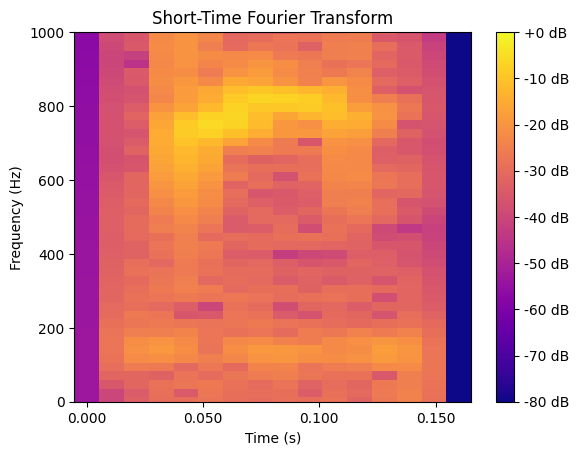 Short-Time Fourier Transform
1000
800
600
400
200
0
Frequency (Hz)
0.000
0.050
0.100
0.150
Time (s)
+0 dB
-10 dB
-20 dB
-30 dB
-40 dB
-50 dB
-60 dB
-70 dB
-80 dB